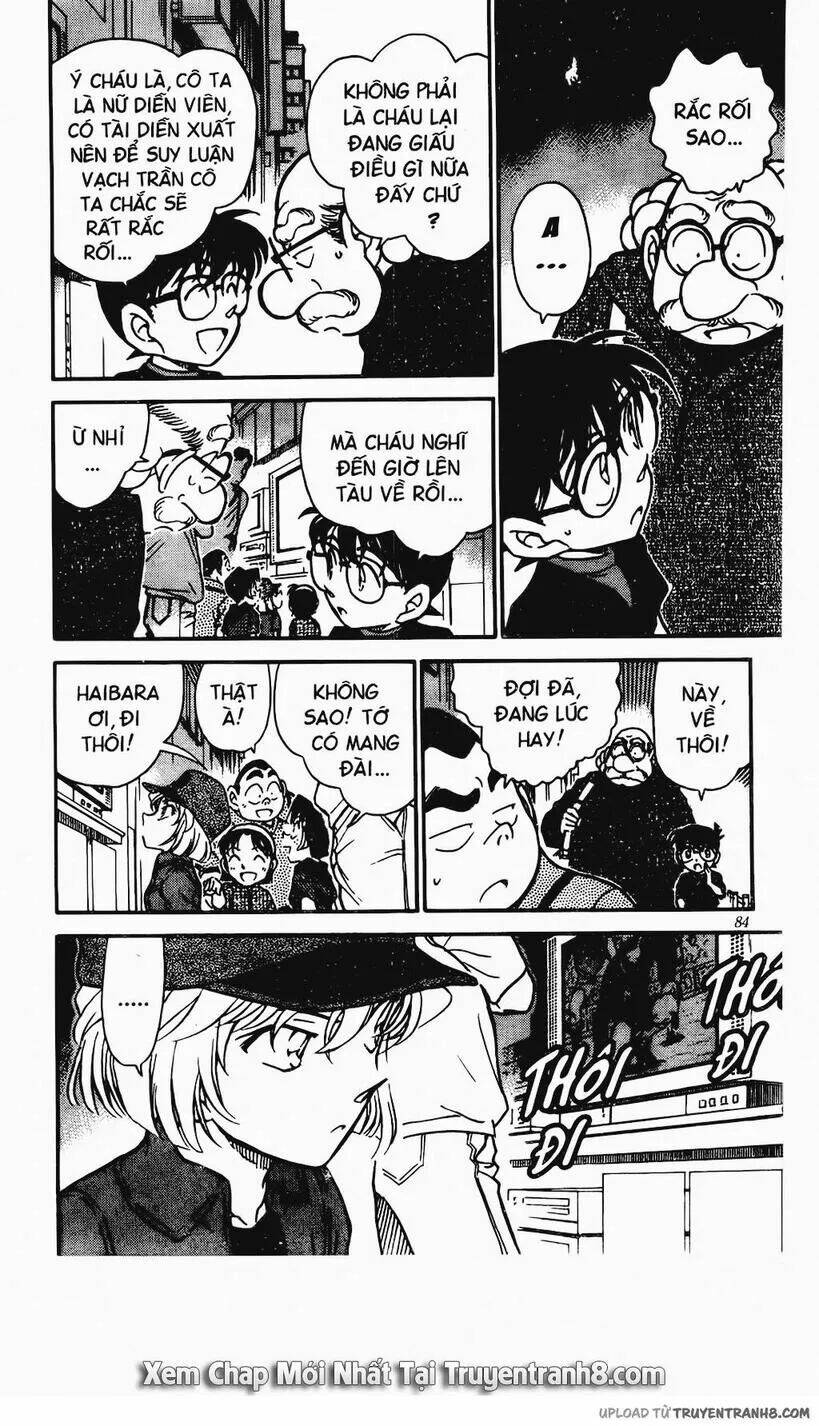 RẮC RỐI
SAO...
A
...
KHÔNG PHẢI
LÀ CHÁU LẠI
ĐANG GIẤU
ĐIỀU GÌ NỮA
ĐẤY CHỨ
?
Ý CHÁU LÀ, CÔ TA
LÀ NỮ DIỄN VIÊN,
CÓ TÀI DIỄN XUẤT
NÊN ĐỂ SUY LUẬN
VẠCH TRẦN CÔ
TA CHẮC SẼ
RẤT RẮC
RỐI...
MÀ CHÁU NGHĨ
ĐẾN GIỜ LÊN
TÀU VỀ RỒI...
Ừ NHỈ
...
NÀY,
VỀ
THÔI!
ĐỢI ĐÃ,
ĐANG LÚC
HAY!
KHÔNG
SAO! TỚ
CÓ MANG
ĐÀI...
THẬT
À!
HAIBARA
ƠI, ĐI
THÔI!
84
THÔI
ĐI
THÔI
ĐI
......
Xem Chap Mới Nhất Tại Truyentranh8.com
UPLOAD TỪ TRUYENTRANH8.COM